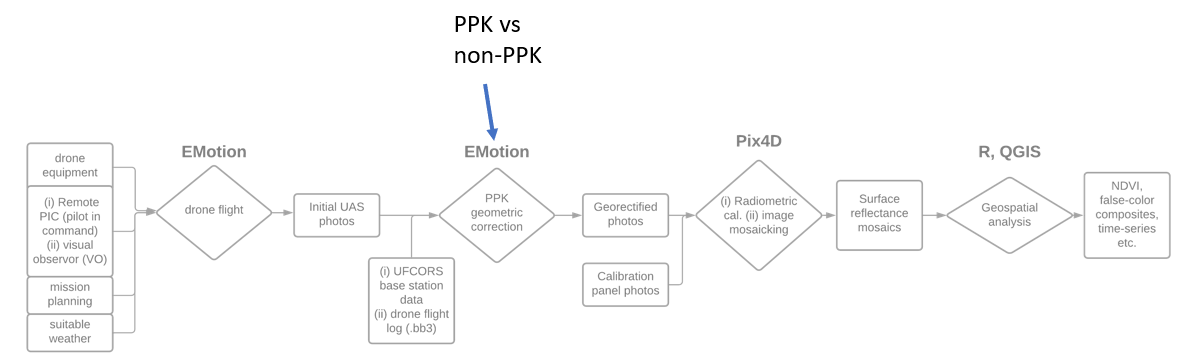 PPK vs
non-PPK
EMotion
EMotion
Pix4D
R, QGIS
drone
equipment
(i) Remote
PIC (pilot in
command)
(ii) visual
observor (VO)
mission
planning
suitable
weather
drone flight
Initial UAS
photos
(i) UFCORS
base station
data
(ii) drone flight
log (.bb3)
PPK
geometric
correction
Georectified
photos
Calibration
panel photos
(i) Radiometric
cal. (ii) image
mosaicking
Surface
reflectance
mosaics
Geospatial
analysis
NDVI,
false-color
composites,
time-series
etc.